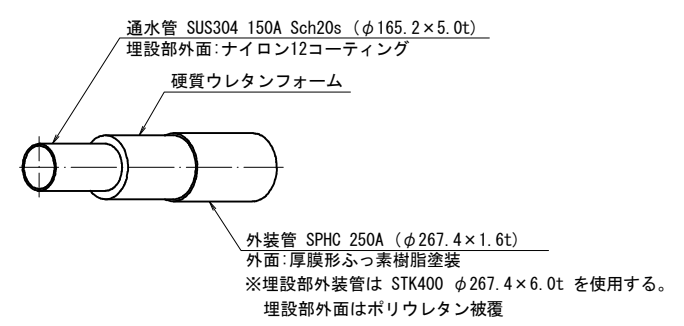 通水管 SUS304 150A Sch20s (φ165.2×5.0t)
埋設部外面:ナイロン12コーティング
硬質ウレタンフォーム
外装管 SPHC 250A (φ267.4×1.6t)
外面:厚膜形ふっ素樹脂塗装
※埋設部外装管は STK400 φ267.4×6.0t を使用する。
埋設部外面はポリウレタン被覆